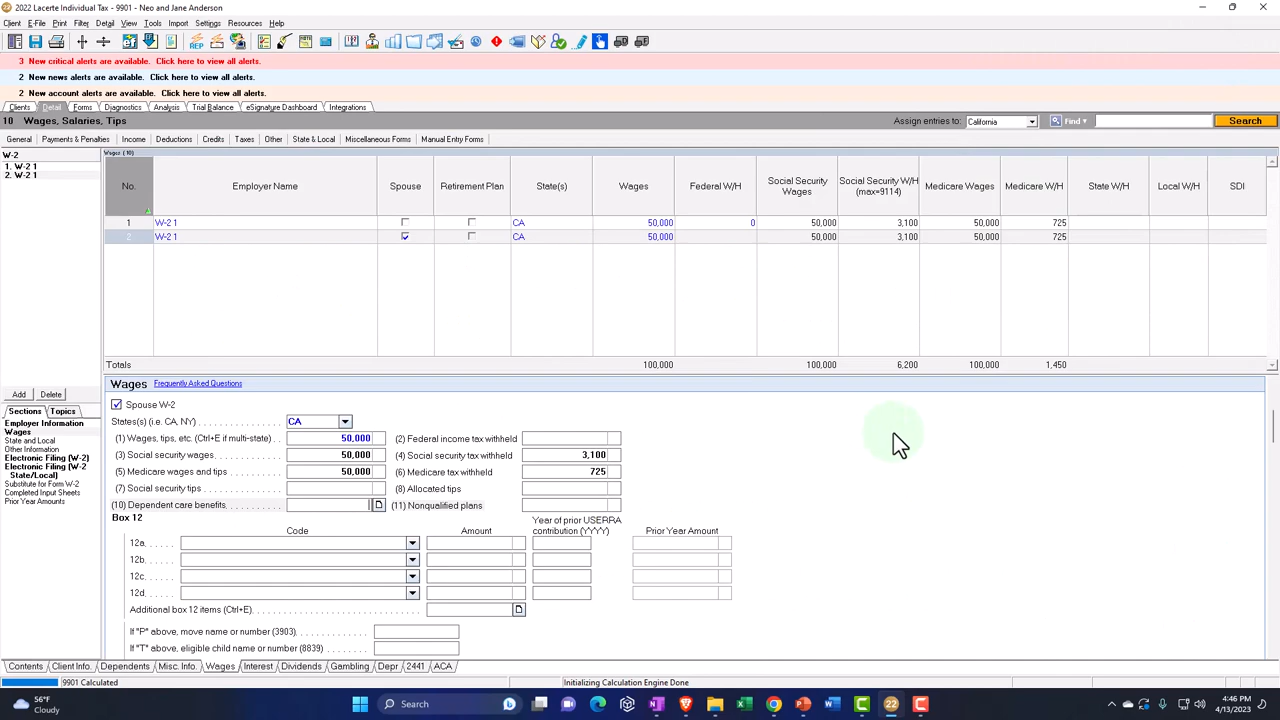 2022 Lacerte Individual Tax - 9901 - Neo and Jane Anderson
Client E-File Print Filter Detail View Tools Import Settings Resources Help
REP
3 New critical alerts are available. Click here to view all alerts.
2 New news alerts are available. Click here to view all alerts.
2 New account alerts are available. Click here to view all alerts.
Clients Detail Forms Diagnostics Analysis Trial Balance eSignature Dashboard Integrations
10 Wages, Salaries, Tips Assign entries to: California Find Search
General Payments & Penalties Income Deductions Credits Taxes Other State & Local Miscellaneous Forms Manual Entry Forms
W-2
1. W-2 1
2. W-2 1
Wages (10)
No. Employer Name Spouse Retirement Plan State(s) Wages Federal W/H Social Security Wages Social Security W/H (max=9114) Medicare Wages Medicare W/H State W/H Local W/H SDI
1 W-2 1 CA 50,000 0 50,000 3,100 50,000 725
2 W-2 1 CA 50,000 50,000 3,100 50,000 725
Totals 100,000 100,000 6,200 100,000 1,450
Add Delete
Sections Topics
Employer Information
Wages
State and Local
Other Information
Electronic Filing (W-2)
Electronic Filing (W-2
State/Local)
Substitute for Form W-2
Completed Input Sheets
Prior Year Amounts
Wages Frequently Asked Questions
Spouse W-2
States(s) (i.e. CA, NY) CA
(1) Wages, tips, etc. (Ctrl+E if multi-state) 50,000 (2) Federal income tax withheld
(3) Social security wages 50,000 (4) Social security tax withheld 3,100
(5) Medicare wages and tips 50,000 (6) Medicare tax withheld 725
(7) Social security tips (8) Allocated tips
(10) Dependent care benefits (11) Nonqualified plans
Box 12
Code Amount Year of prior USERRA contribution (YYYY) Prior Year Amount
12a
12b
12c
12d
Additional box 12 items (Ctrl+E)
If "P" above, move name or number (3903)
If "T" above, eligible child name or number (8839)
Contents Client Info. Dependents Misc. Info. Wages Interest Dividends Gambling Depr 2441 ACA
9901 Calculated Initializing Calculation Engine Done
56°F
Cloudy
Search
22
4:46 PM
4/13/2023